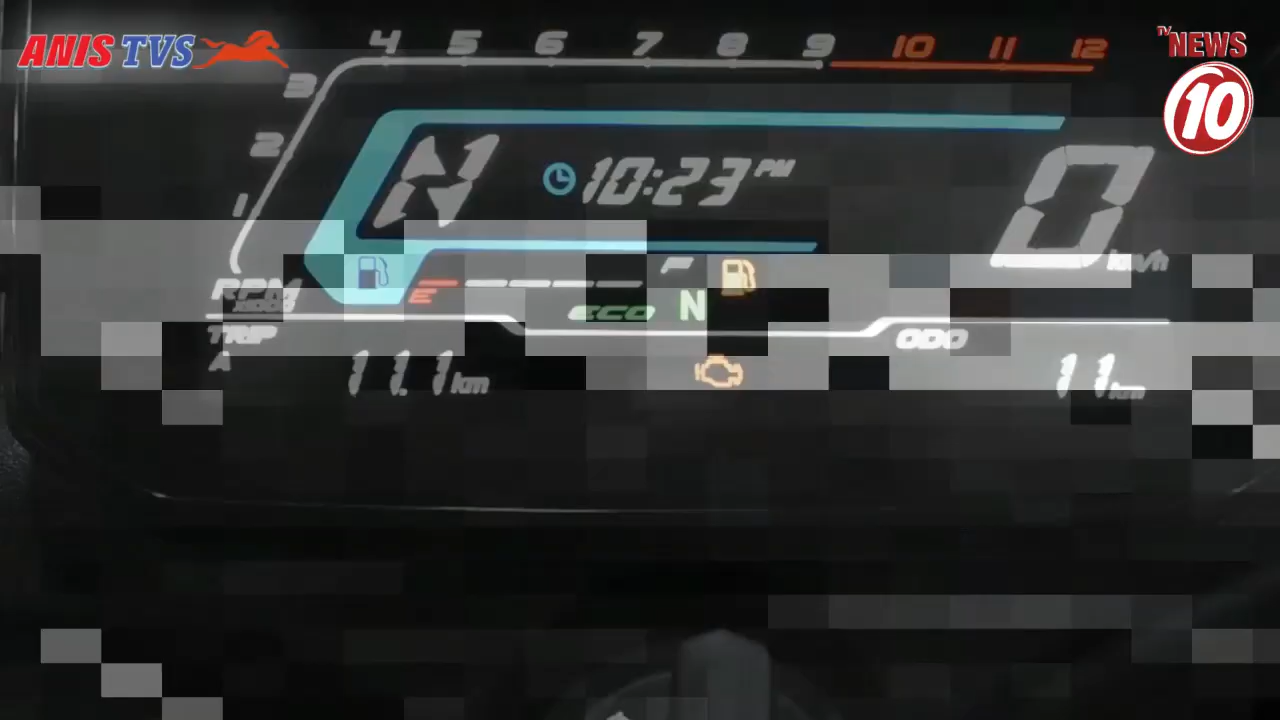 ANIS TVS
TV NEWS
10
4 5 6 7 8 9 10 11 12
3
2
1
N
10:23 PM
0
km/h
RPM
E
F
ECO
N
TRIP
A
11.1 km
ODO
11 km